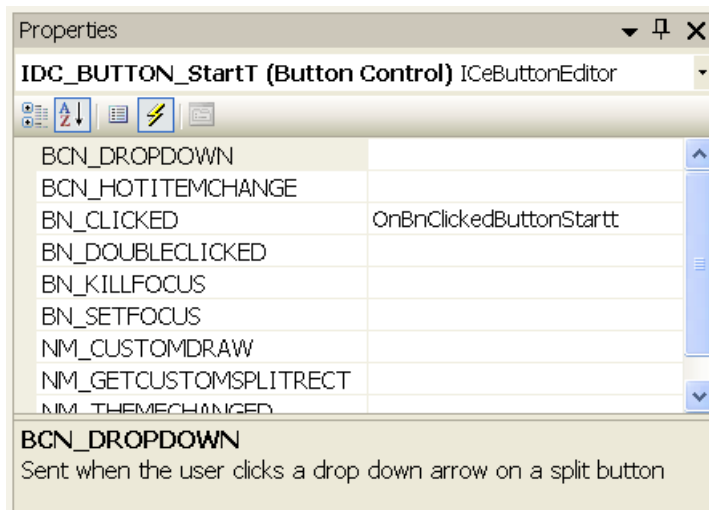 Properties
IDC_BUTTON_StartT (Button Control) ICeButtonEditor
BCN_DROPDOWN
BCN_HOTITEMCHANGE
BN_CLICKED OnBnClickedButtonStartt
BN_DOUBLECLICKED
BN_KILLFOCUS
BN_SETFOCUS
NM_CUSTOMDRAW
NM_GETCUSTOMSPLITRECT
NM_THEMECHANGED
BCN_DROPDOWN
Sent when the user clicks a drop down arrow on a split button